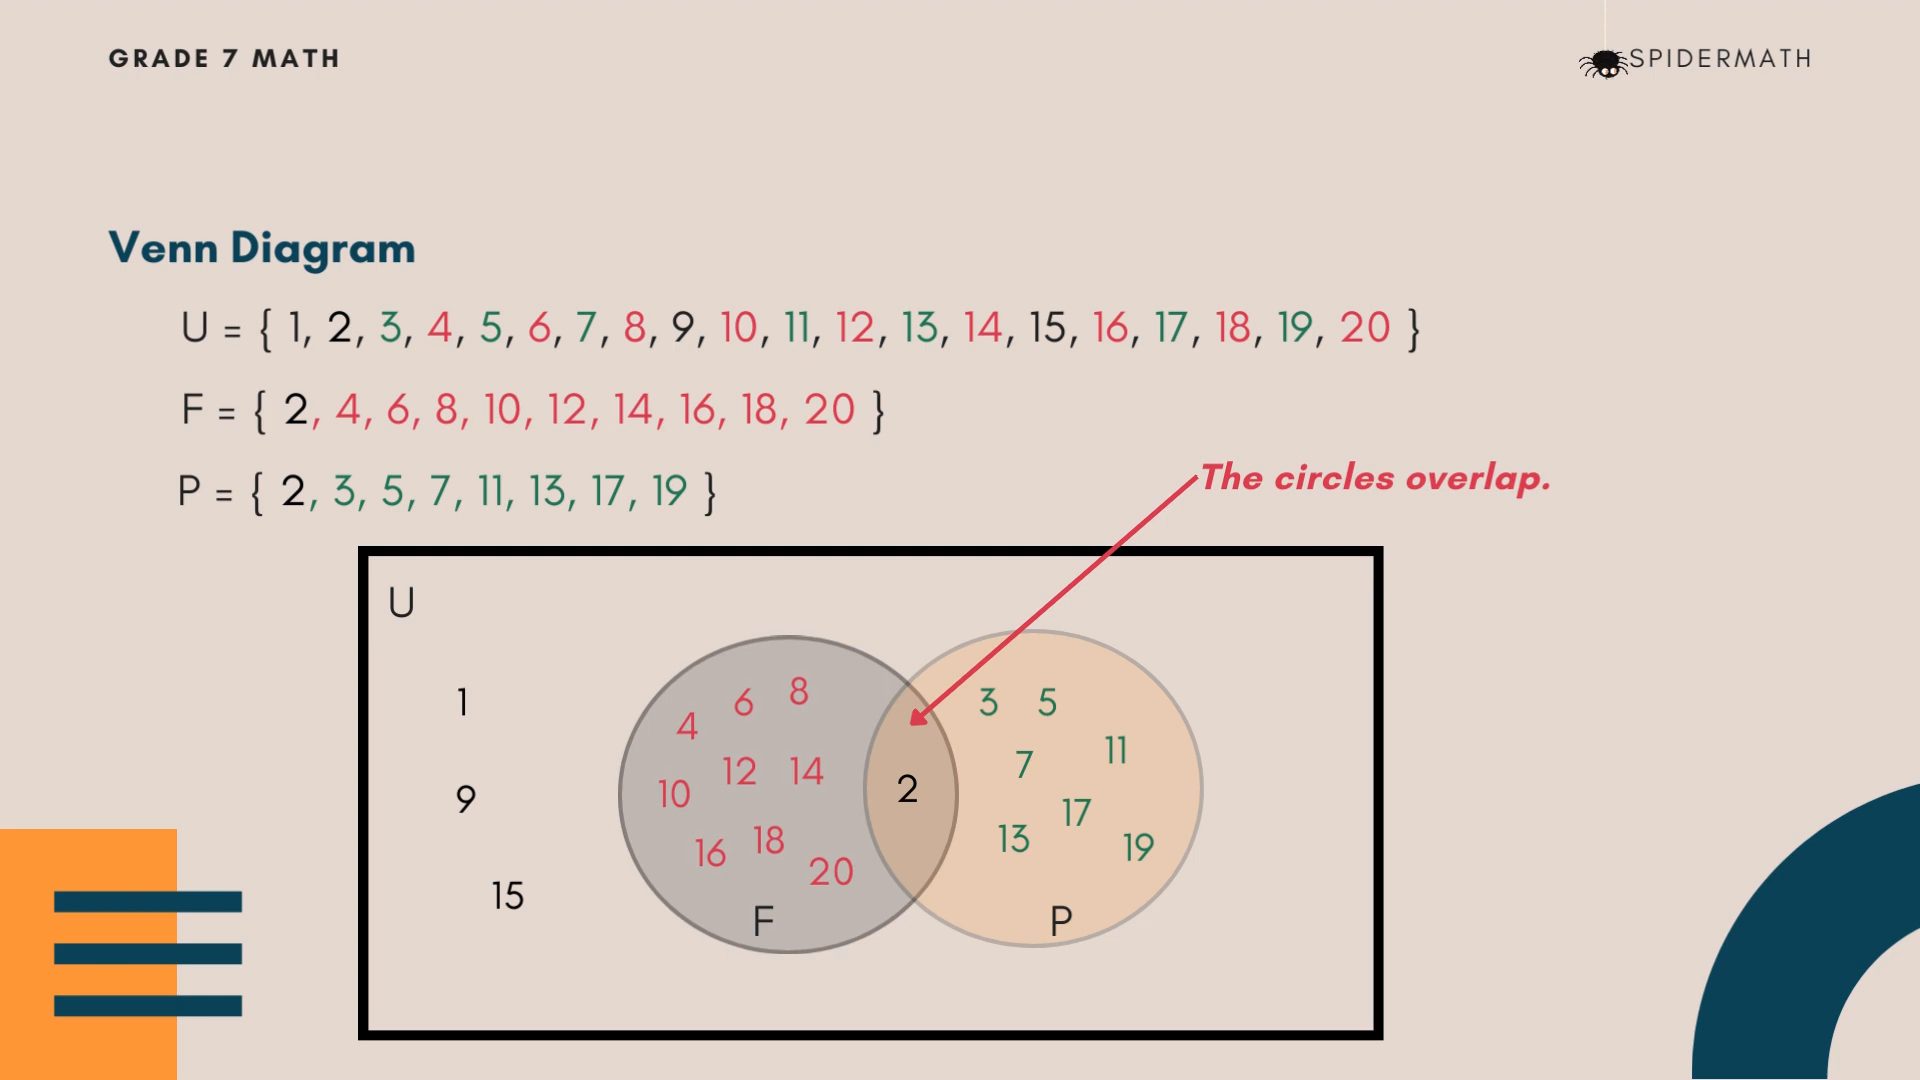 GRADE 7 MATH
SPIDERMATH
Venn Diagram
U = { 1, 2, 3, 4, 5, 6, 7, 8, 9, 10, 11, 12, 13, 14, 15, 16, 17, 18, 19, 20 }
F = { 2, 4, 6, 8, 10, 12, 14, 16, 18, 20 }
P = { 2, 3, 5, 7, 11, 13, 17, 19 }
The circles overlap.
U
1
9
15
6 8
4
12 14
10
18
16
20
F
2
3 5
11
7
17
13
19
P